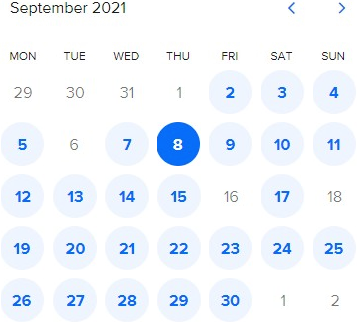 September 2021
MON TUE WED THU FRI SAT SUN
29 30 31 1 2 3 4
5 6 7 8 9 10 11
12 13 14 15 16 17 18
19 20 21 22 23 24 25
26 27 28 29 30 1 2